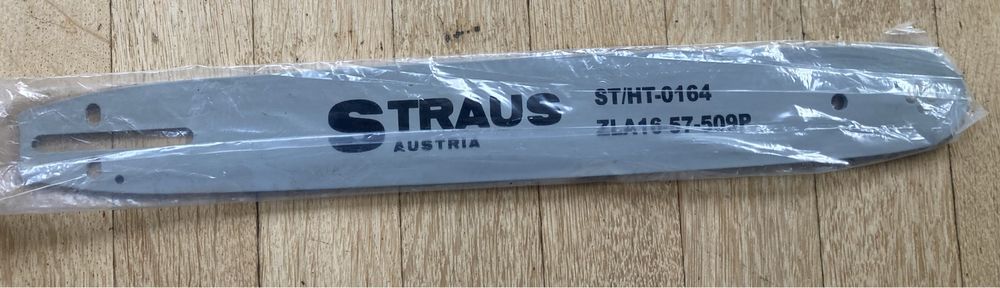 STRAUS
AUSTRIA
ST/HT-0164
ZLA16-57-509P